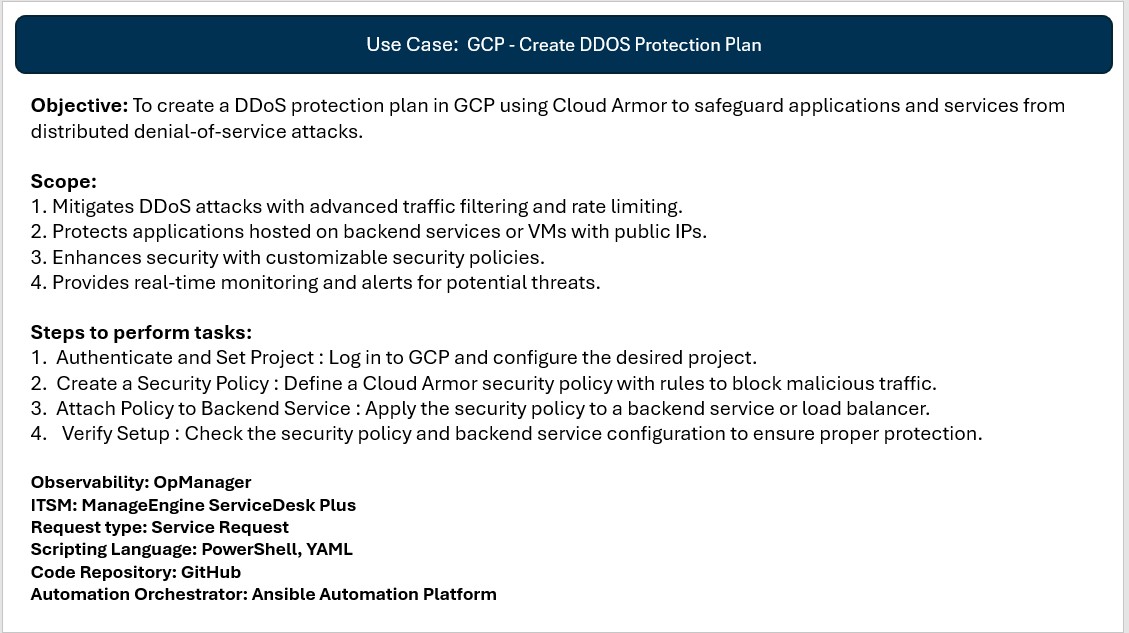 Use Case: GCP - Create DDOS Protection Plan
Objective: To create a DDoS protection plan in GCP using Cloud Armor to safeguard applications and services from
distributed denial-of-service attacks.
Scope:
1. Mitigates DDoS attacks with advanced traffic filtering and rate limiting.
2. Protects applications hosted on backend services or VMs with public IPs.
3. Enhances security with customizable security policies.
4. Provides real-time monitoring and alerts for potential threats.
Steps to perform tasks:
1. Authenticate and Set Project : Log in to GCP and configure the desired project.
2. Create a Security Policy : Define a Cloud Armor security policy with rules to block malicious traffic.
3. Attach Policy to Backend Service : Apply the security policy to a backend service or load balancer.
4. Verify Setup : Check the security policy and backend service configuration to ensure proper protection.
Observability: OpManager
ITSM: ManageEngine ServiceDesk Plus
Request type: Service Request
Scripting Language: PowerShell, YAML
Code Repository: GitHub
Automation Orchestrator: Ansible Automation Platform